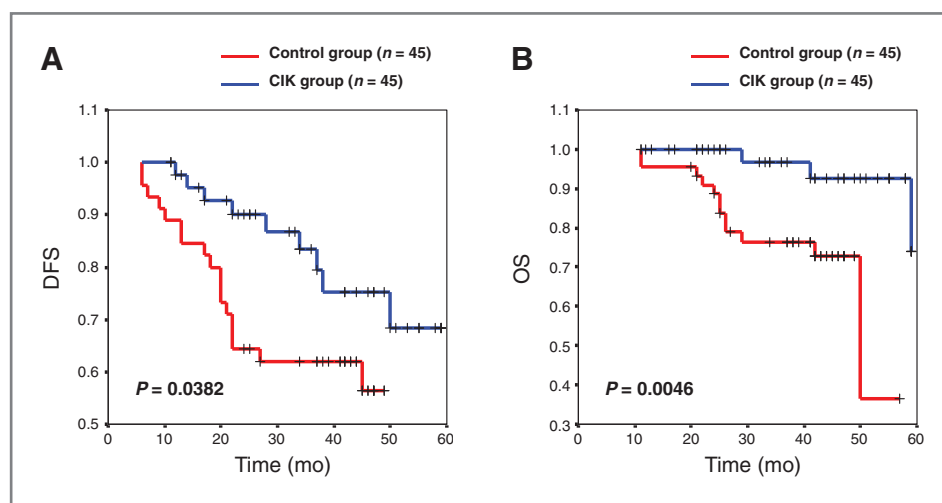 A
Control group (n = 45)
CIK group (n = 45)
1.1
1.0
0.9
0.8
0.7
0.6
0.5
DFS
P = 0.0382
0
10
20
30
40
50
60
Time (mo)
B
Control group (n = 45)
CIK group (n = 45)
1.1
1.0
0.9
0.8
0.7
0.6
0.5
0.4
0.3
OS
P = 0.0046
0
10
20
30
40
50
60
Time (mo)